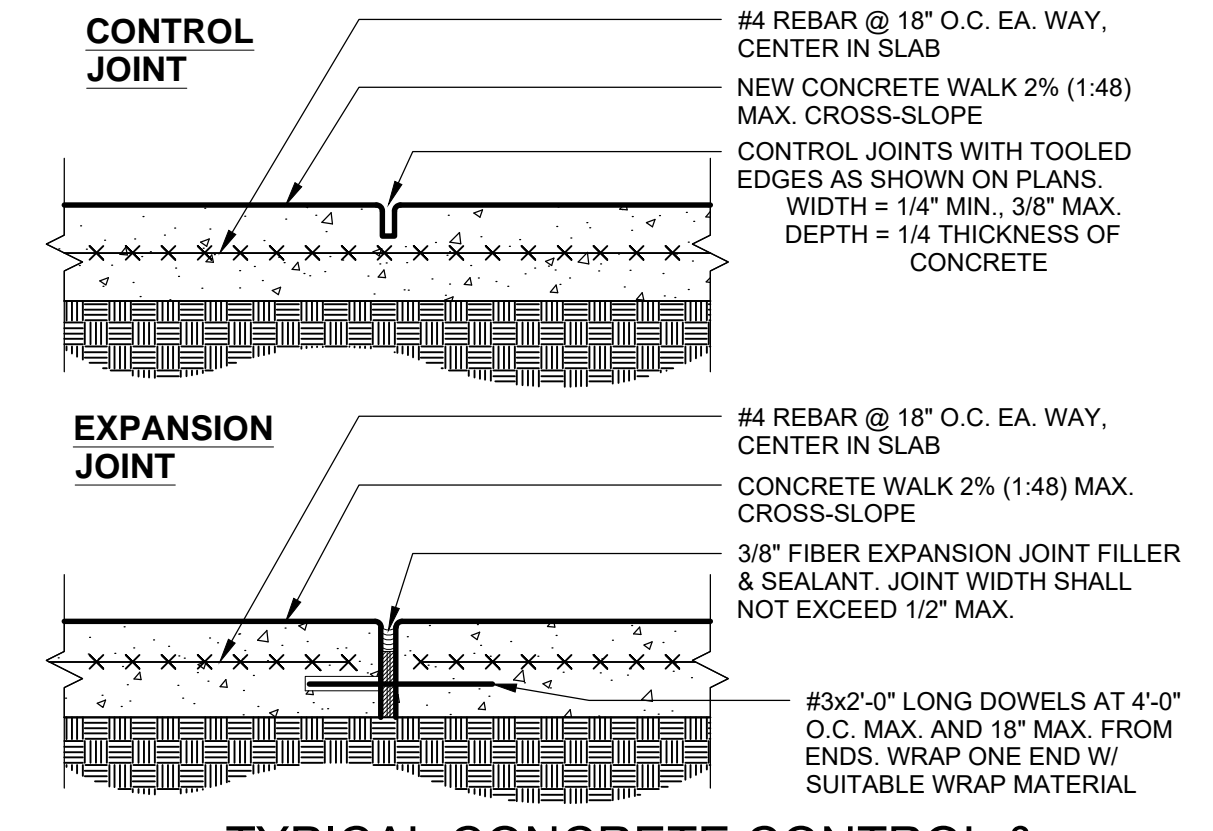 CONTROL
JOINT
#4 REBAR @ 18" O.C. EA. WAY,
CENTER IN SLAB
NEW CONCRETE WALK 2% (1:48)
MAX. CROSS-SLOPE
CONTROL JOINTS WITH TOOLED
EDGES AS SHOWN ON PLANS.
WIDTH = 1/4" MIN., 3/8" MAX.
DEPTH = 1/4 THICKNESS OF
CONCRETE
EXPANSION
JOINT
#4 REBAR @ 18" O.C. EA. WAY,
CENTER IN SLAB
CONCRETE WALK 2% (1:48) MAX.
CROSS-SLOPE
3/8" FIBER EXPANSION JOINT FILLER
& SEALANT. JOINT WIDTH SHALL
NOT EXCEED 1/2" MAX.
#3x2'-0" LONG DOWELS AT 4'-0"
O.C. MAX. AND 18" MAX. FROM
ENDS. WRAP ONE END W/
SUITABLE WRAP MATERIAL
TYPICAL CONCRETE CONTROL &